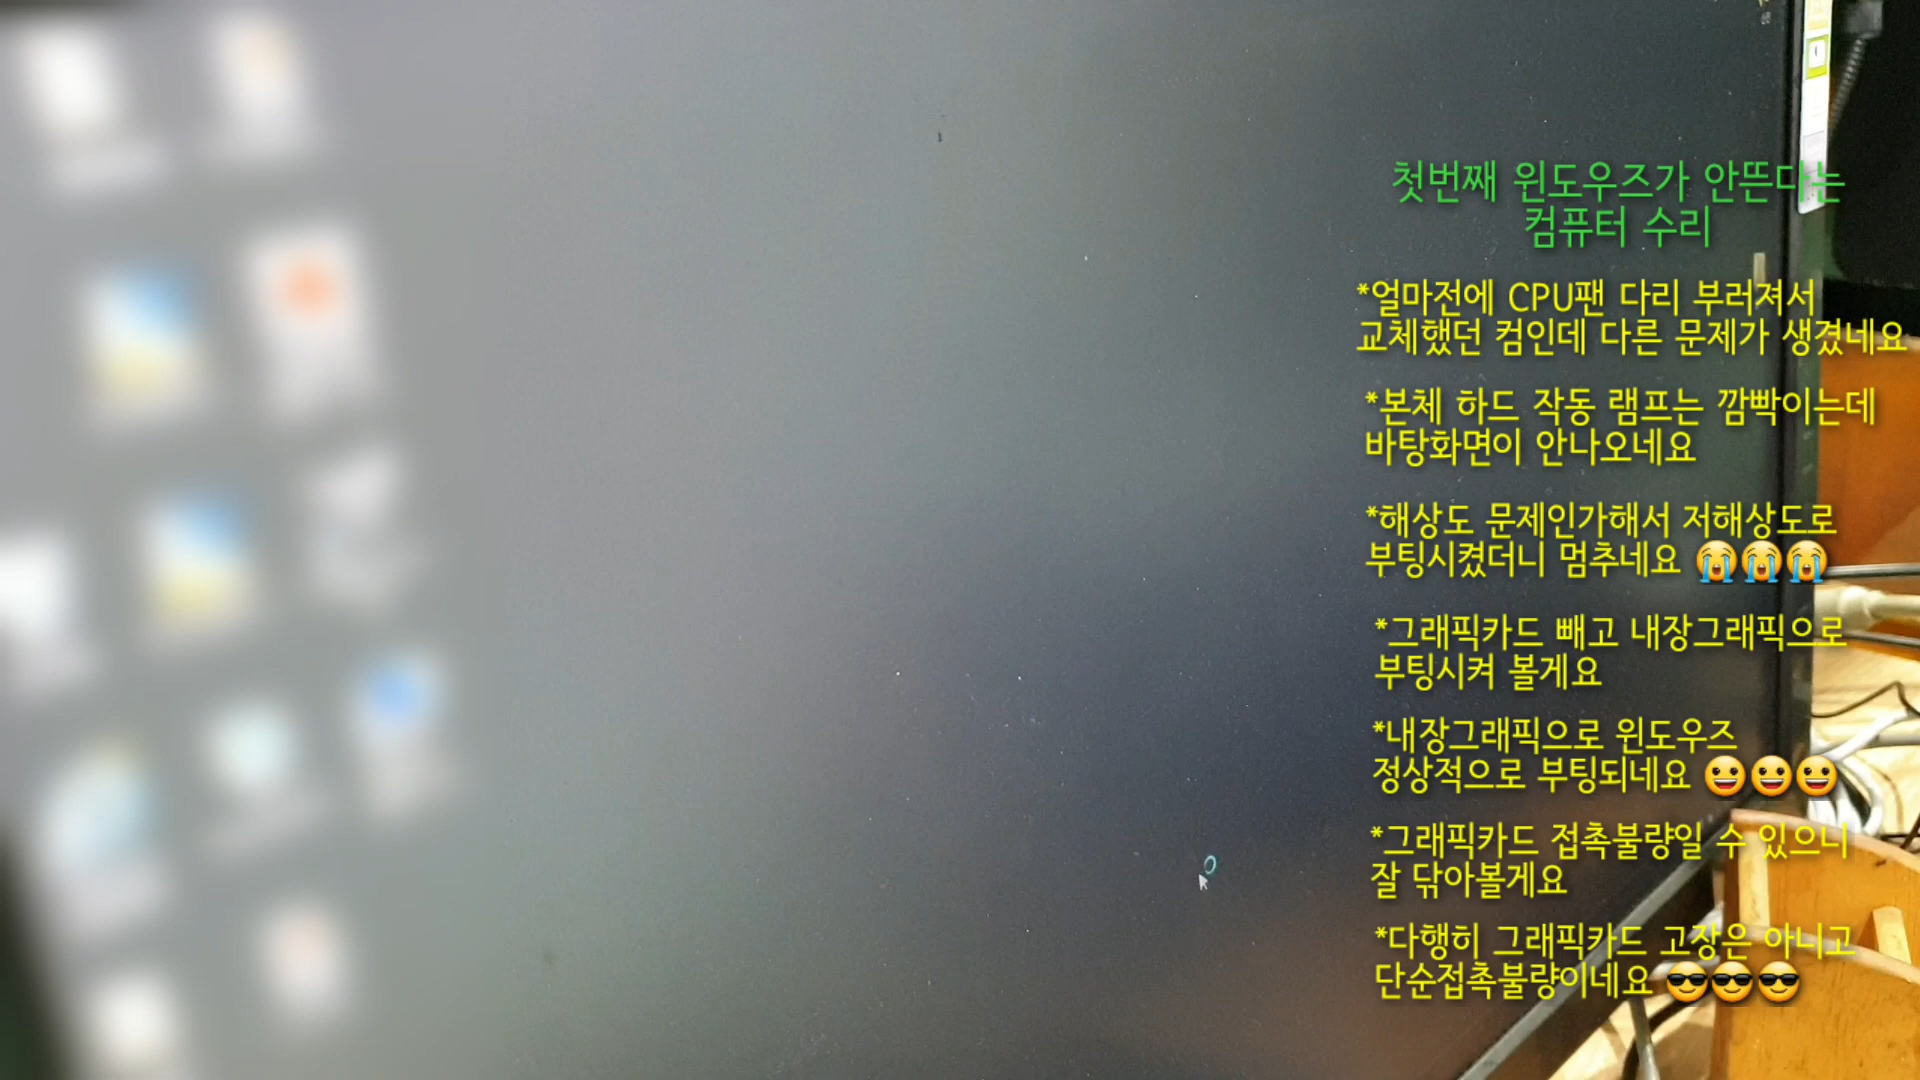 첫번째 윈도우즈가 안뜬다는
컴퓨터 수리
*얼마전에 CPU팬 다리 부러져서
교체했던 컴인데 다른 문제가 생겼네요
*본체 하드 작동 램프는 깜빡이는데
바탕화면이 안나오네요
*해상도 문제인가해서 저해상도로
부팅시켰더니 멈추네요 😭😭😭
*그래픽카드 빼고 내장그래픽으로
부팅시켜 볼게요
*내장그래픽으로 윈도우즈
정상적으로 부팅되네요 😀😀😀
*그래픽카드 접촉불량일 수 있으니
잘 닦아볼게요
*다행히 그래픽카드 고장은 아니고
단순접촉불량이네요 😎😎😎